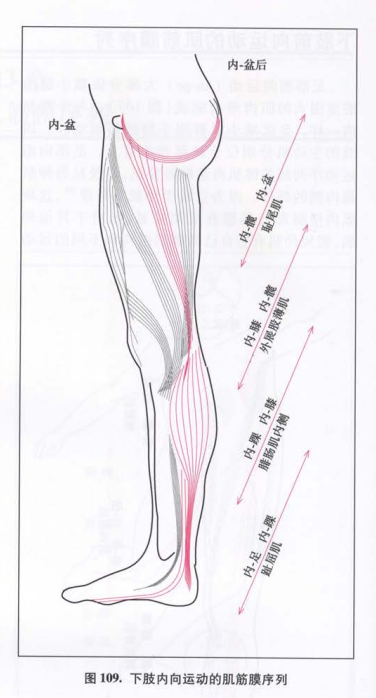 内-盆后
内-盆
内-髋 内-盆
耻尾肌
内-膝 内-髋
外展股薄肌
内-踝 内-膝
腓肠肌内侧
内-足 内-踝
趾屈肌
图 109. 下肢内向运动的肌筋膜序列